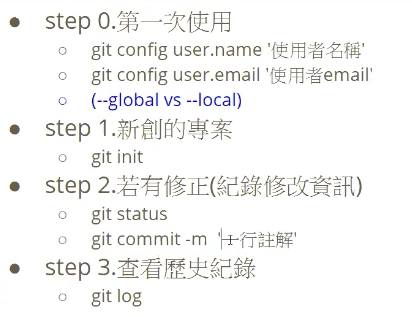 step 0.第一次使用
git config user.name '使用者名稱'
git config user.email '使用者email'
(--global vs --local)
step 1.新創的專案
git init
step 2.若有修正(紀錄修改資訊)
git status
git commit -m '一行註解'
step 3.查看歷史紀錄
git log